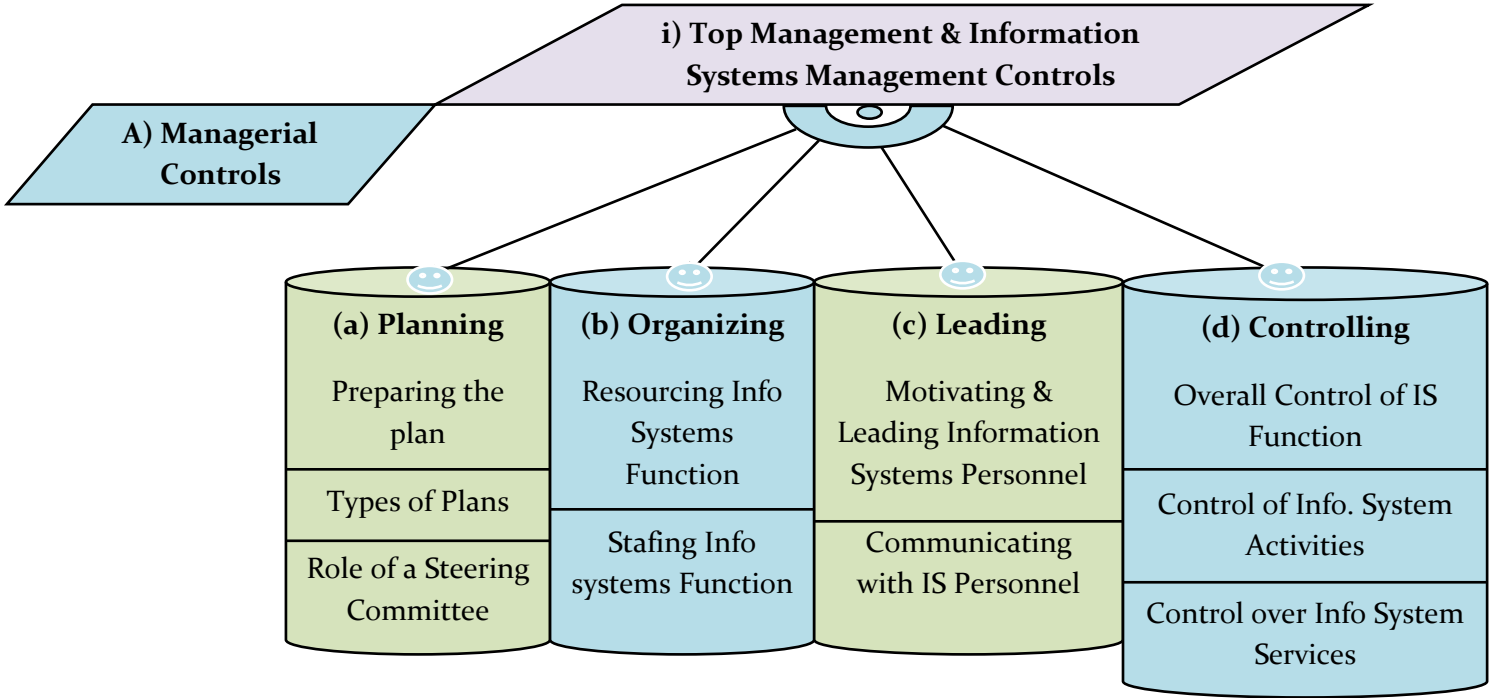 i) Top Management & Information
Systems Management Controls
A) Managerial
Controls
(a) Planning
Preparing the
plan
Types of Plans
Role of a Steering
Committee
(b) Organizing
Resourcing Info
Systems
Function
Stafing Info
systems Function
(c) Leading
Motivating &
Leading Information
Systems Personnel
Communicating
with IS Personnel
(d) Controlling
Overall Control of IS
Function
Control of Info. System
Activities
Control over Info System
Services